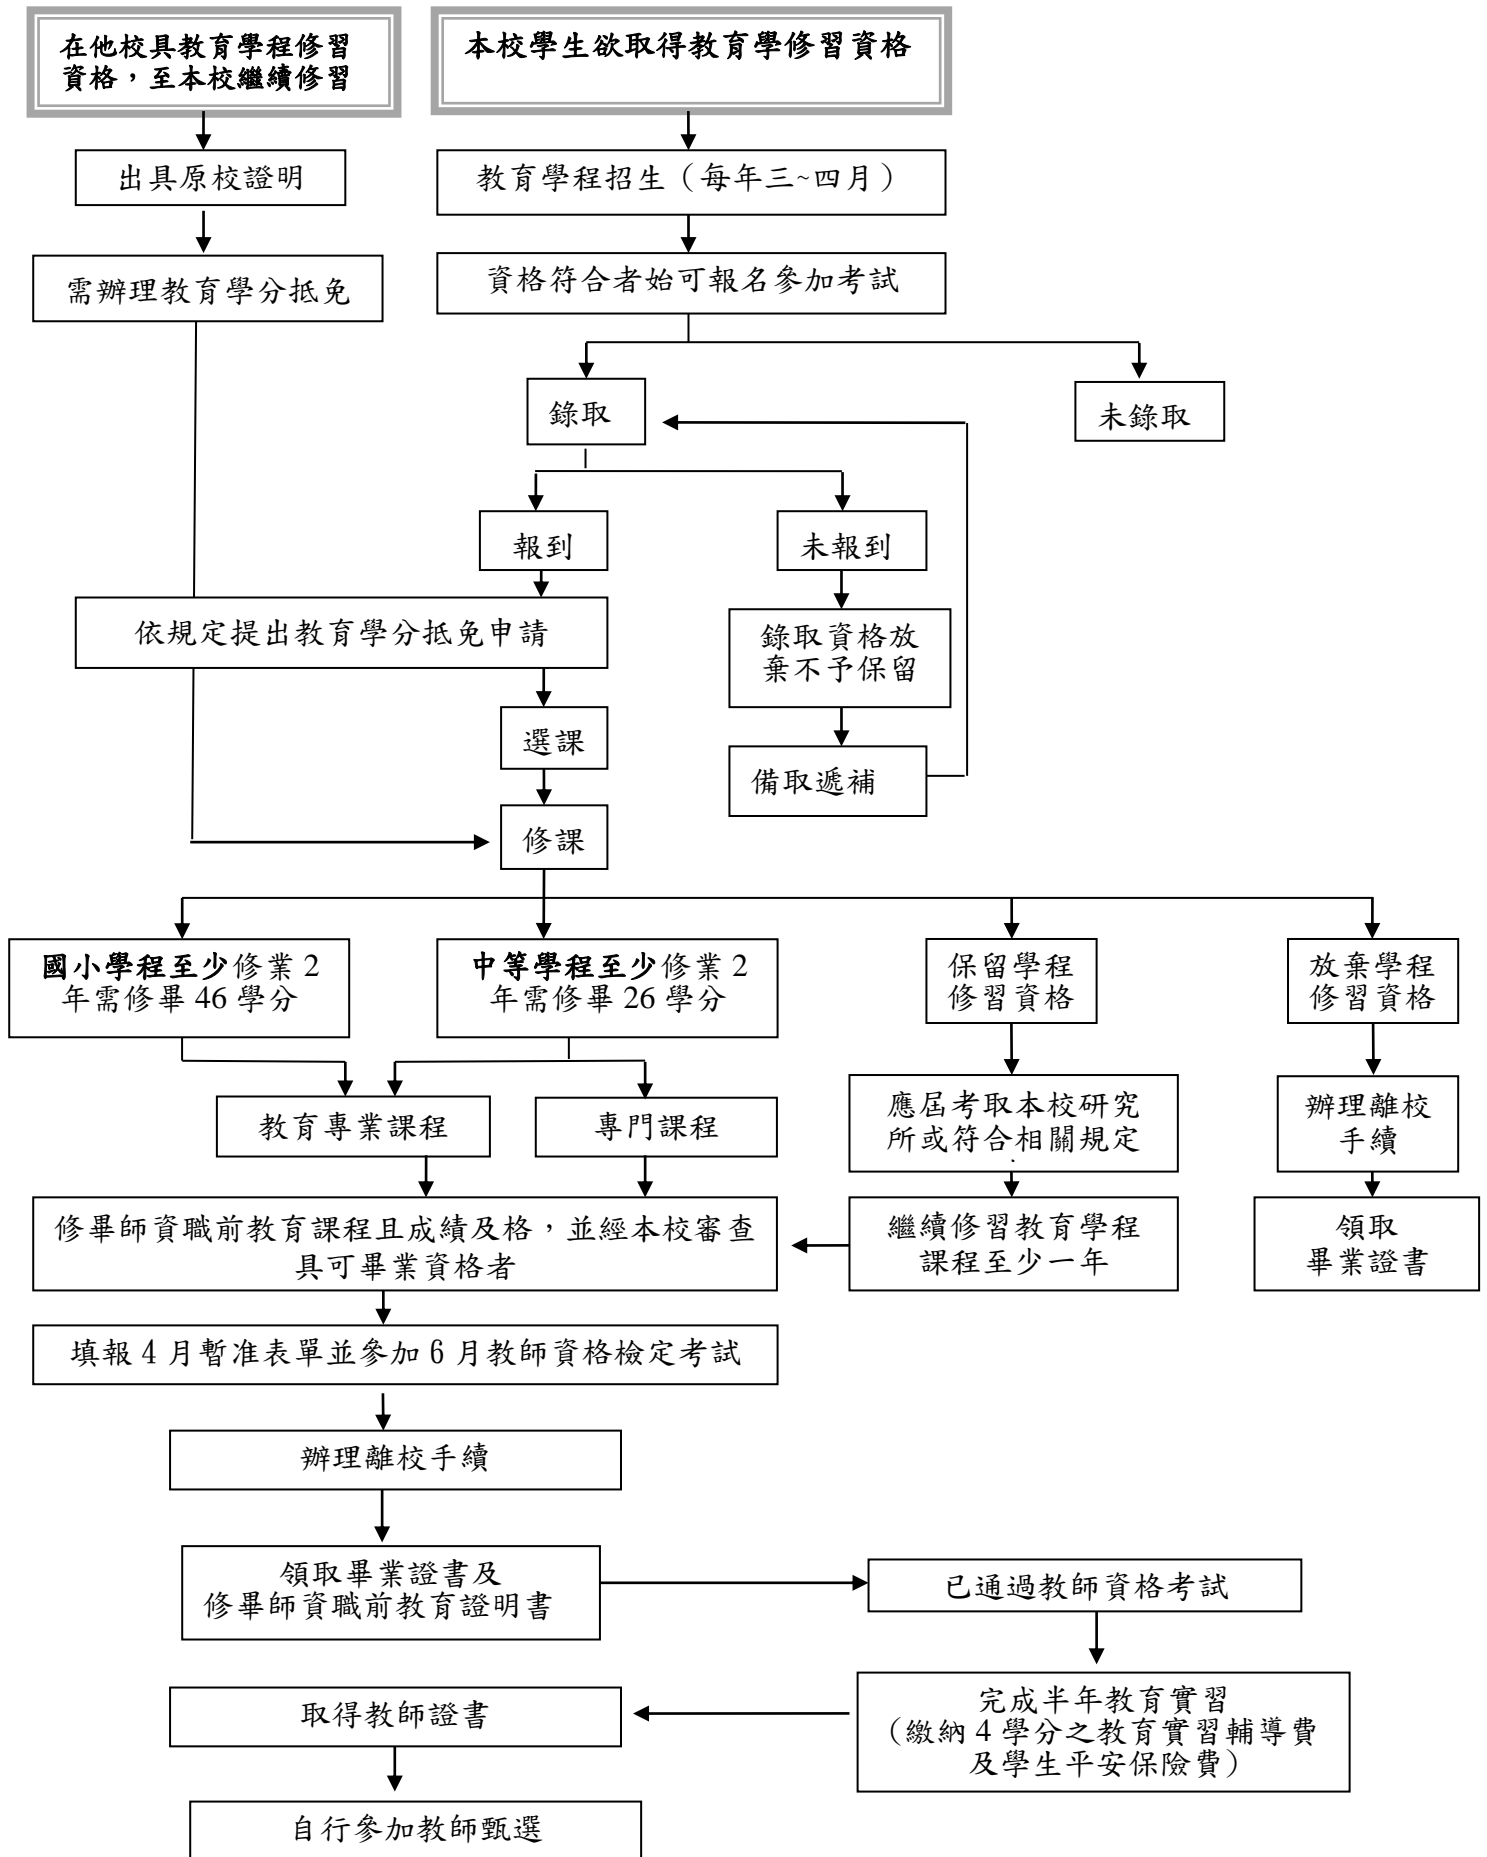 在他校具教育學程修習
資格，至本校繼續修習
本校學生欲取得教育學修習資格
出具原校證明
教育學程招生（每年三~四月）
需辦理教育學分抵免
資格符合者始可報名參加考試
錄取
未錄取
報到
未報到
依規定提出教育學分抵免申請
錄取資格放
棄不予保留
選課
備取遞補
修課
國小學程至少修業 2
年需修畢 46 學分
中等學程至少修業 2
年需修畢 26 學分
保留學程
修習資格
放棄學程
修習資格
教育專業課程
專門課程
應屆考取本校研究
所或符合相關規定
辦理離校
手續
修畢師資職前教育課程且成績及格，並經本校審查
具可畢業資格者
繼續修習教育學程
課程至少一年
領取
畢業證書
填報 4 月暫准表單並參加 6 月教師資格檢定考試
辦理離校手續
領取畢業證書及
修畢師資職前教育證明書
已通過教師資格考試
完成半年教育實習
（繳納 4 學分之教育實習輔導費
及學生平安保險費）
取得教師證書
自行參加教師甄選